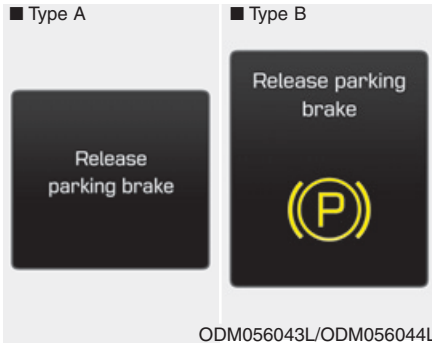 ■ Type A
■ Type B
Release
parking brake
Release parking
brake
P
ODM056043L/ODM056044L